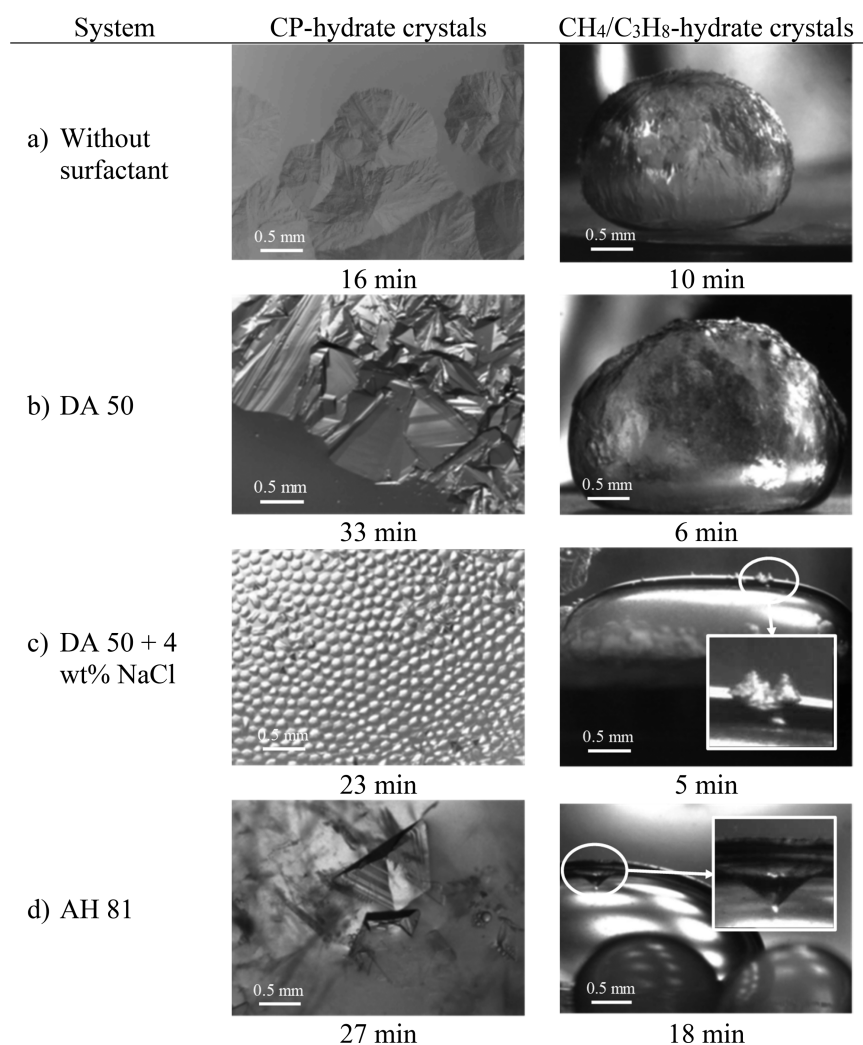 System CP-hydrate crystals CH₄/C₃H₈-hydrate crystals
a) Without
surfactant
0.5 mm 0.5 mm
16 min 10 min
b) DA 50
0.5 mm 0.5 mm
33 min 6 min
c) DA 50 + 4
wt% NaCl
0.5 mm 0.5 mm
23 min 5 min
d) AH 81
0.5 mm 0.5 mm
27 min 18 min